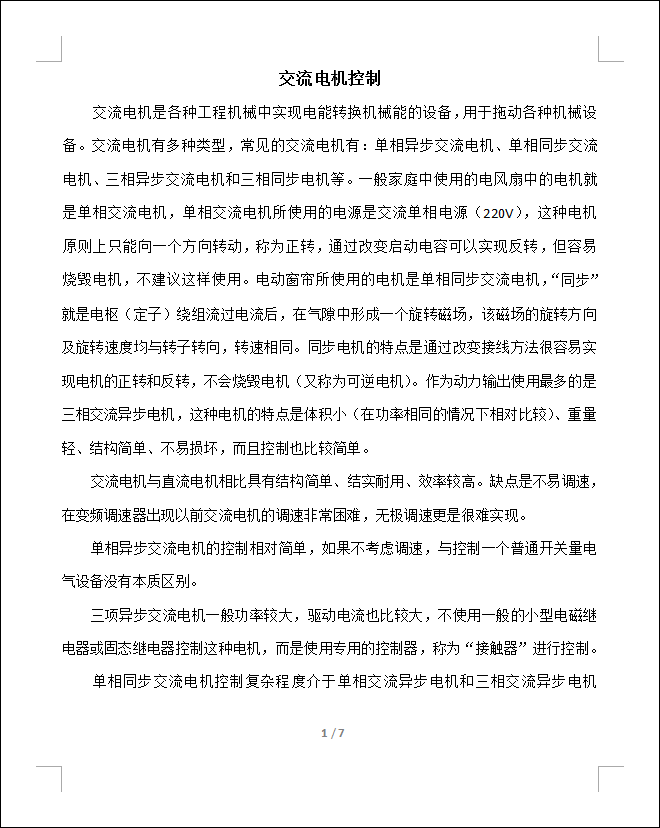 交流电机控制
交流电机是各种工程机械中实现电能转换机械能的设备，用于拖动各种机械设
备。交流电机有多种类型，常见的交流电机有：单相异步交流电机、单相同步交流
电机、三相异步交流电机和三相同步电机等。一般家庭中使用的电风扇中的电机就
是单相交流电机，单相交流电机所使用的电源是交流单相电源（220V），这种电机
原则上只能向一个方向转动，称为正转，通过改变启动电容可以实现反转，但容易
烧毁电机，不建议这样使用。电动窗帘所使用的电机是单相同步交流电机，“同步”
就是电枢（定子）绕组流过电流后，在气隙中形成一个旋转磁场，该磁场的旋转方向
及旋转速度均与转子转向，转速相同。同步电机的特点是通过改变接线方法很容易实
现电机的正转和反转，不会烧毁电机（又称为可逆电机）。作为动力输出使用最多的是
三相交流异步电机，这种电机的特点是体积小（在功率相同的情况下相对比较）、重量
轻、结构简单、不易损坏，而且控制也比较简单。
交流电机与直流电机相比具有结构简单、结实耐用、效率较高。缺点是不易调速，
在变频调速器出现以前交流电机的调速非常困难，无极调速更是很难实现。
单相异步交流电机的控制相对简单，如果不考虑调速，与控制一个普通开关量电
气设备没有本质区别。
三项异步交流电机一般功率较大，驱动电流也比较大，不使用一般的小型电磁继
电器或固态继电器控制这种电机，而是使用专用的控制器，称为“接触器”进行控制。
单相同步交流电机控制复杂程度介于单相交流异步电机和三相交流异步电机
1 / 7